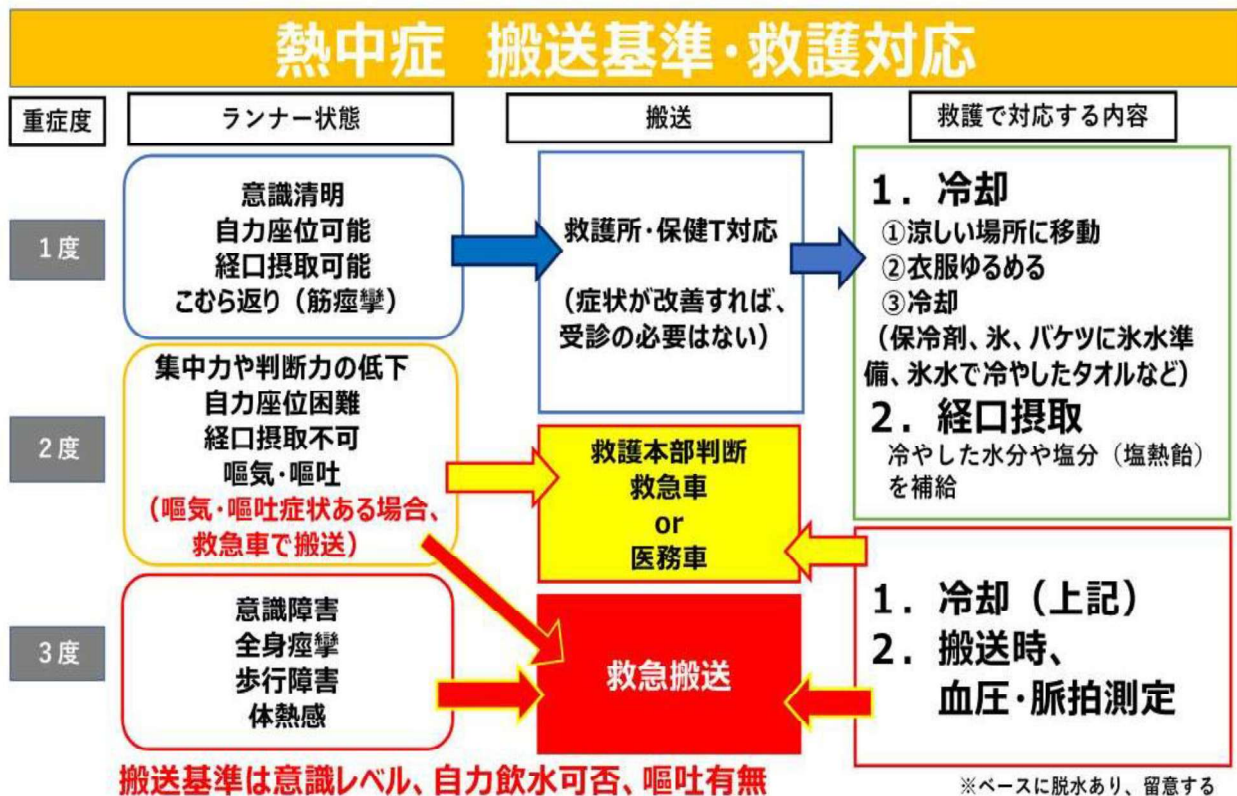 熱中症 搬送基準・救護対応
重症度
ランナー状態
搬送
救護で対応する内容
1度
意識清明
自力座位可能
経口摂取可能
こむら返り（筋痙攣）
救護所・保健T対応
（症状が改善すれば、
受診の必要はない）
1. 冷却
①涼しい場所に移動
②衣服ゆるめる
③冷却
（保冷剤、氷、バケツに氷水準
備、氷水で冷やしたタオルなど）
2. 経口摂取
冷やした水分や塩分（塩熱飴）
を補給
2度
集中力や判断力の低下
自力座位困難
経口摂取不可
嘔気・嘔吐
（嘔気・嘔吐症状ある場合、
救急車で搬送）
救護本部判断
救急車
or
医務車
3度
意識障害
全身痙攣
歩行障害
体熱感
救急搬送
1. 冷却（上記）
2. 搬送時、
血圧・脈拍測定
搬送基準は意識レベル、自力飲水可否、嘔吐有無
※ベースに脱水あり、留意する